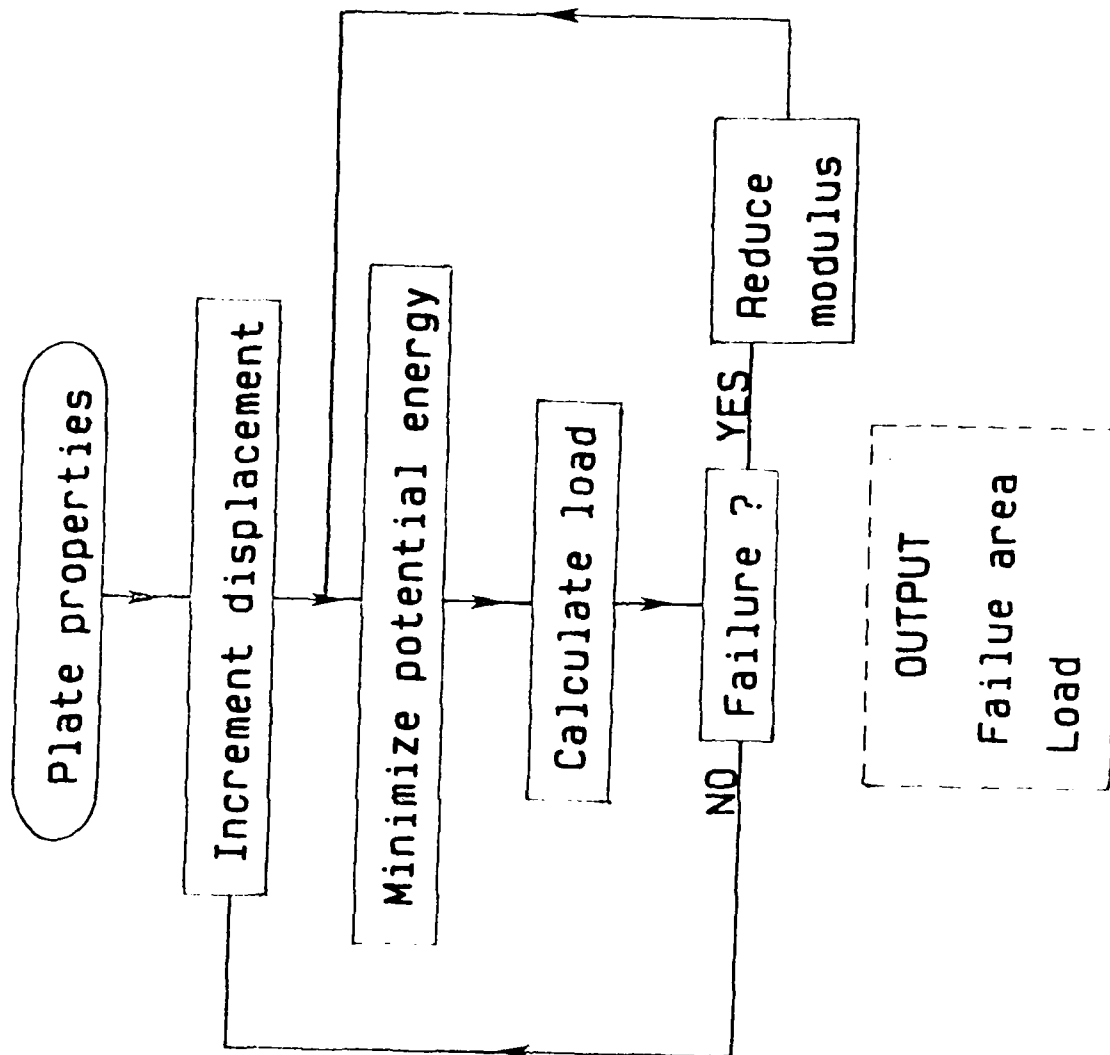 Plate properties
Increment displacement
Minimize potential energy
Calculate load
Failure ?
NO
YES
Reduce
modulus
OUTPUT
Failue area
Load